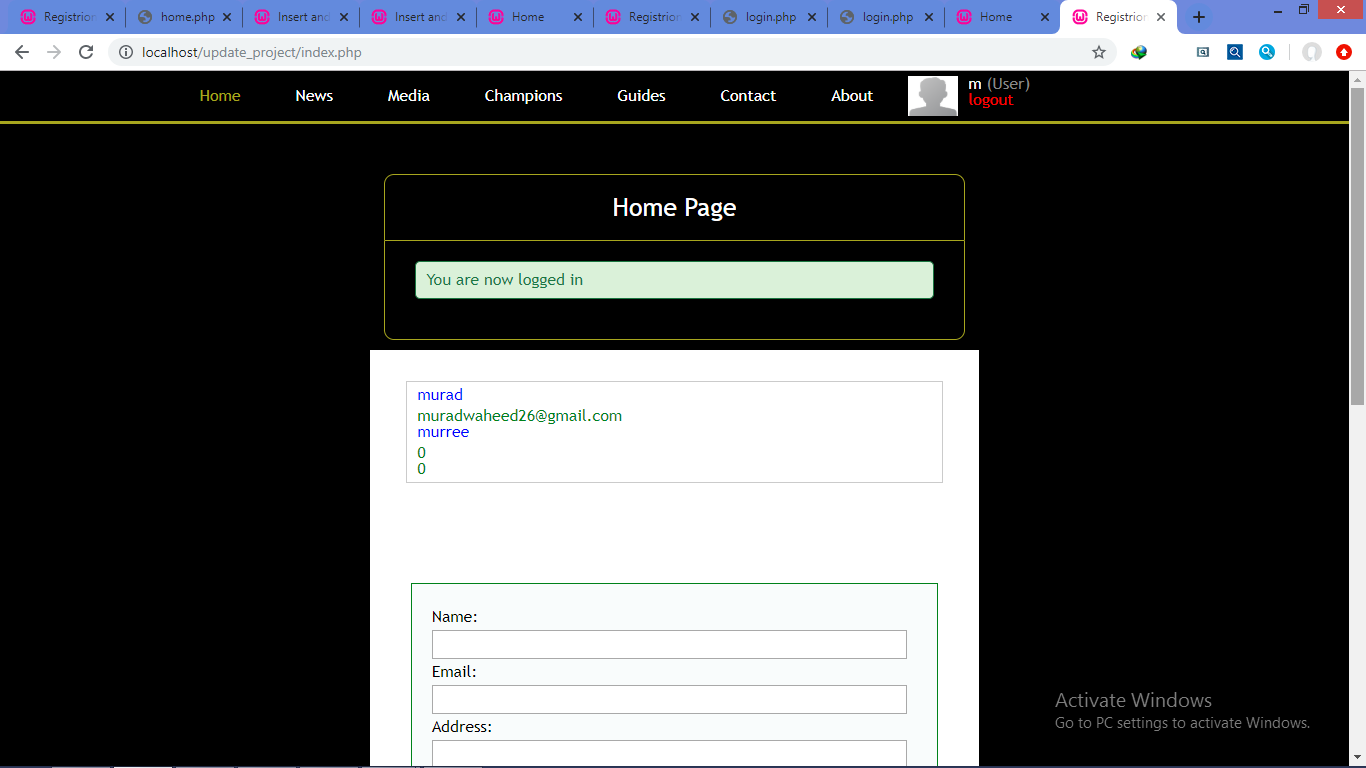 Registrion
home.php
Insert and
Insert and
Home
Registrion
login.php
login.php
Home
Registrion
localhost/update_project/index.php
Home News Media Champions Guides Contact About
m (User)
logout
Home Page
You are now logged in
murad
muradwaheed26@gmail.com
murree
0
0
Name:
Email:
Address:
Activate Windows
Go to PC settings to activate Windows.